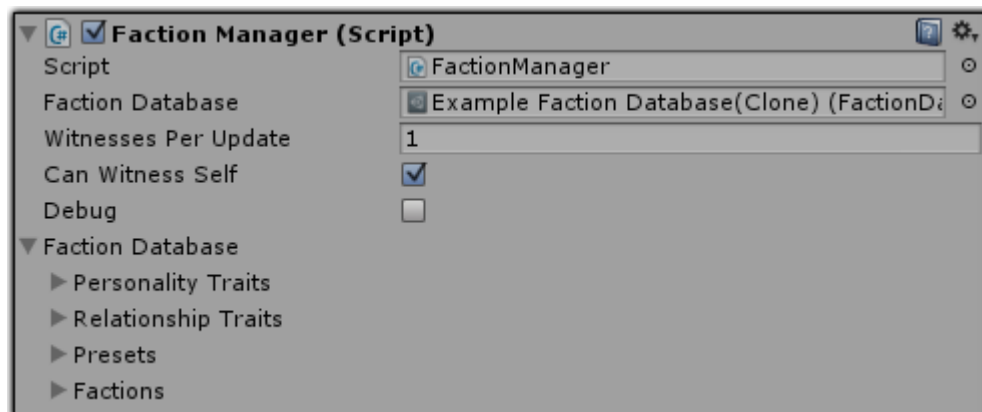 Faction Manager (Script)
Script FactionManager
Faction Database Example Faction Database(Clone) (FactionDa
Witnesses Per Update 1
Can Witness Self
Debug
Faction Database
Personality Traits
Relationship Traits
Presets
Factions